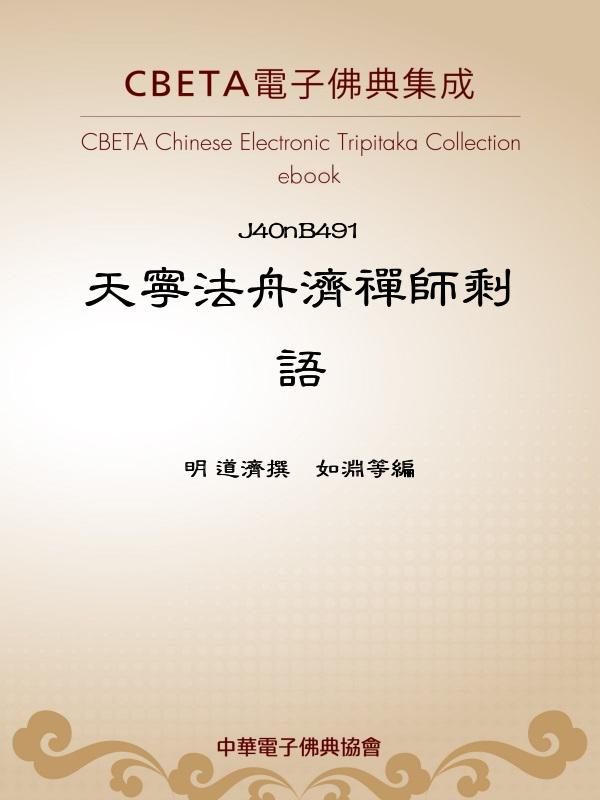 CBETA電子佛典集成
CBETA Chinese Electronic Tripitaka Collection
ebook
J40nB491
天寧法舟濟禪師剩
語
明 道濟撰　如淵等編
中華電子佛典協會